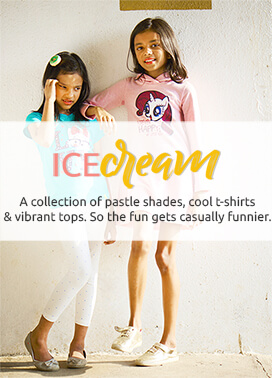 ICEcream
A collection of pastle shades, cool t-shirts
& vibrant tops. So the fun gets casually funnier.